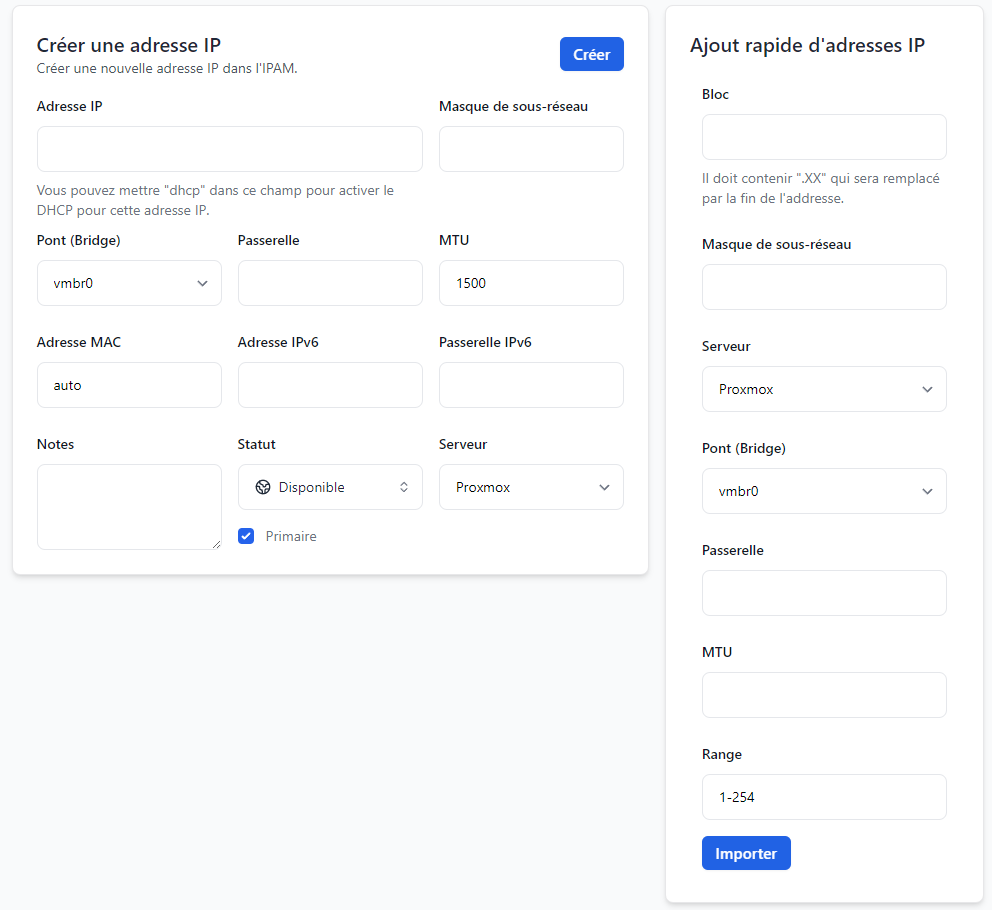 Créer une adresse IP
Créer une nouvelle adresse IP dans l'IPAM.
Créer
Adresse IP
Masque de sous-réseau
Vous pouvez mettre "dhcp" dans ce champ pour activer le
DHCP pour cette adresse IP.
Pont (Bridge)
Passerelle
MTU
vmbr0
1500
Adresse MAC
Adresse IPv6
Passerelle IPv6
auto
Notes
Statut
Serveur
Disponible
Proxmox
Primaire
Ajout rapide d'adresses IP
Bloc
Il doit contenir ".XX" qui sera remplacé
par la fin de l'addresse.
Masque de sous-réseau
Serveur
Proxmox
Pont (Bridge)
vmbr0
Passerelle
MTU
Range
1-254
Importer